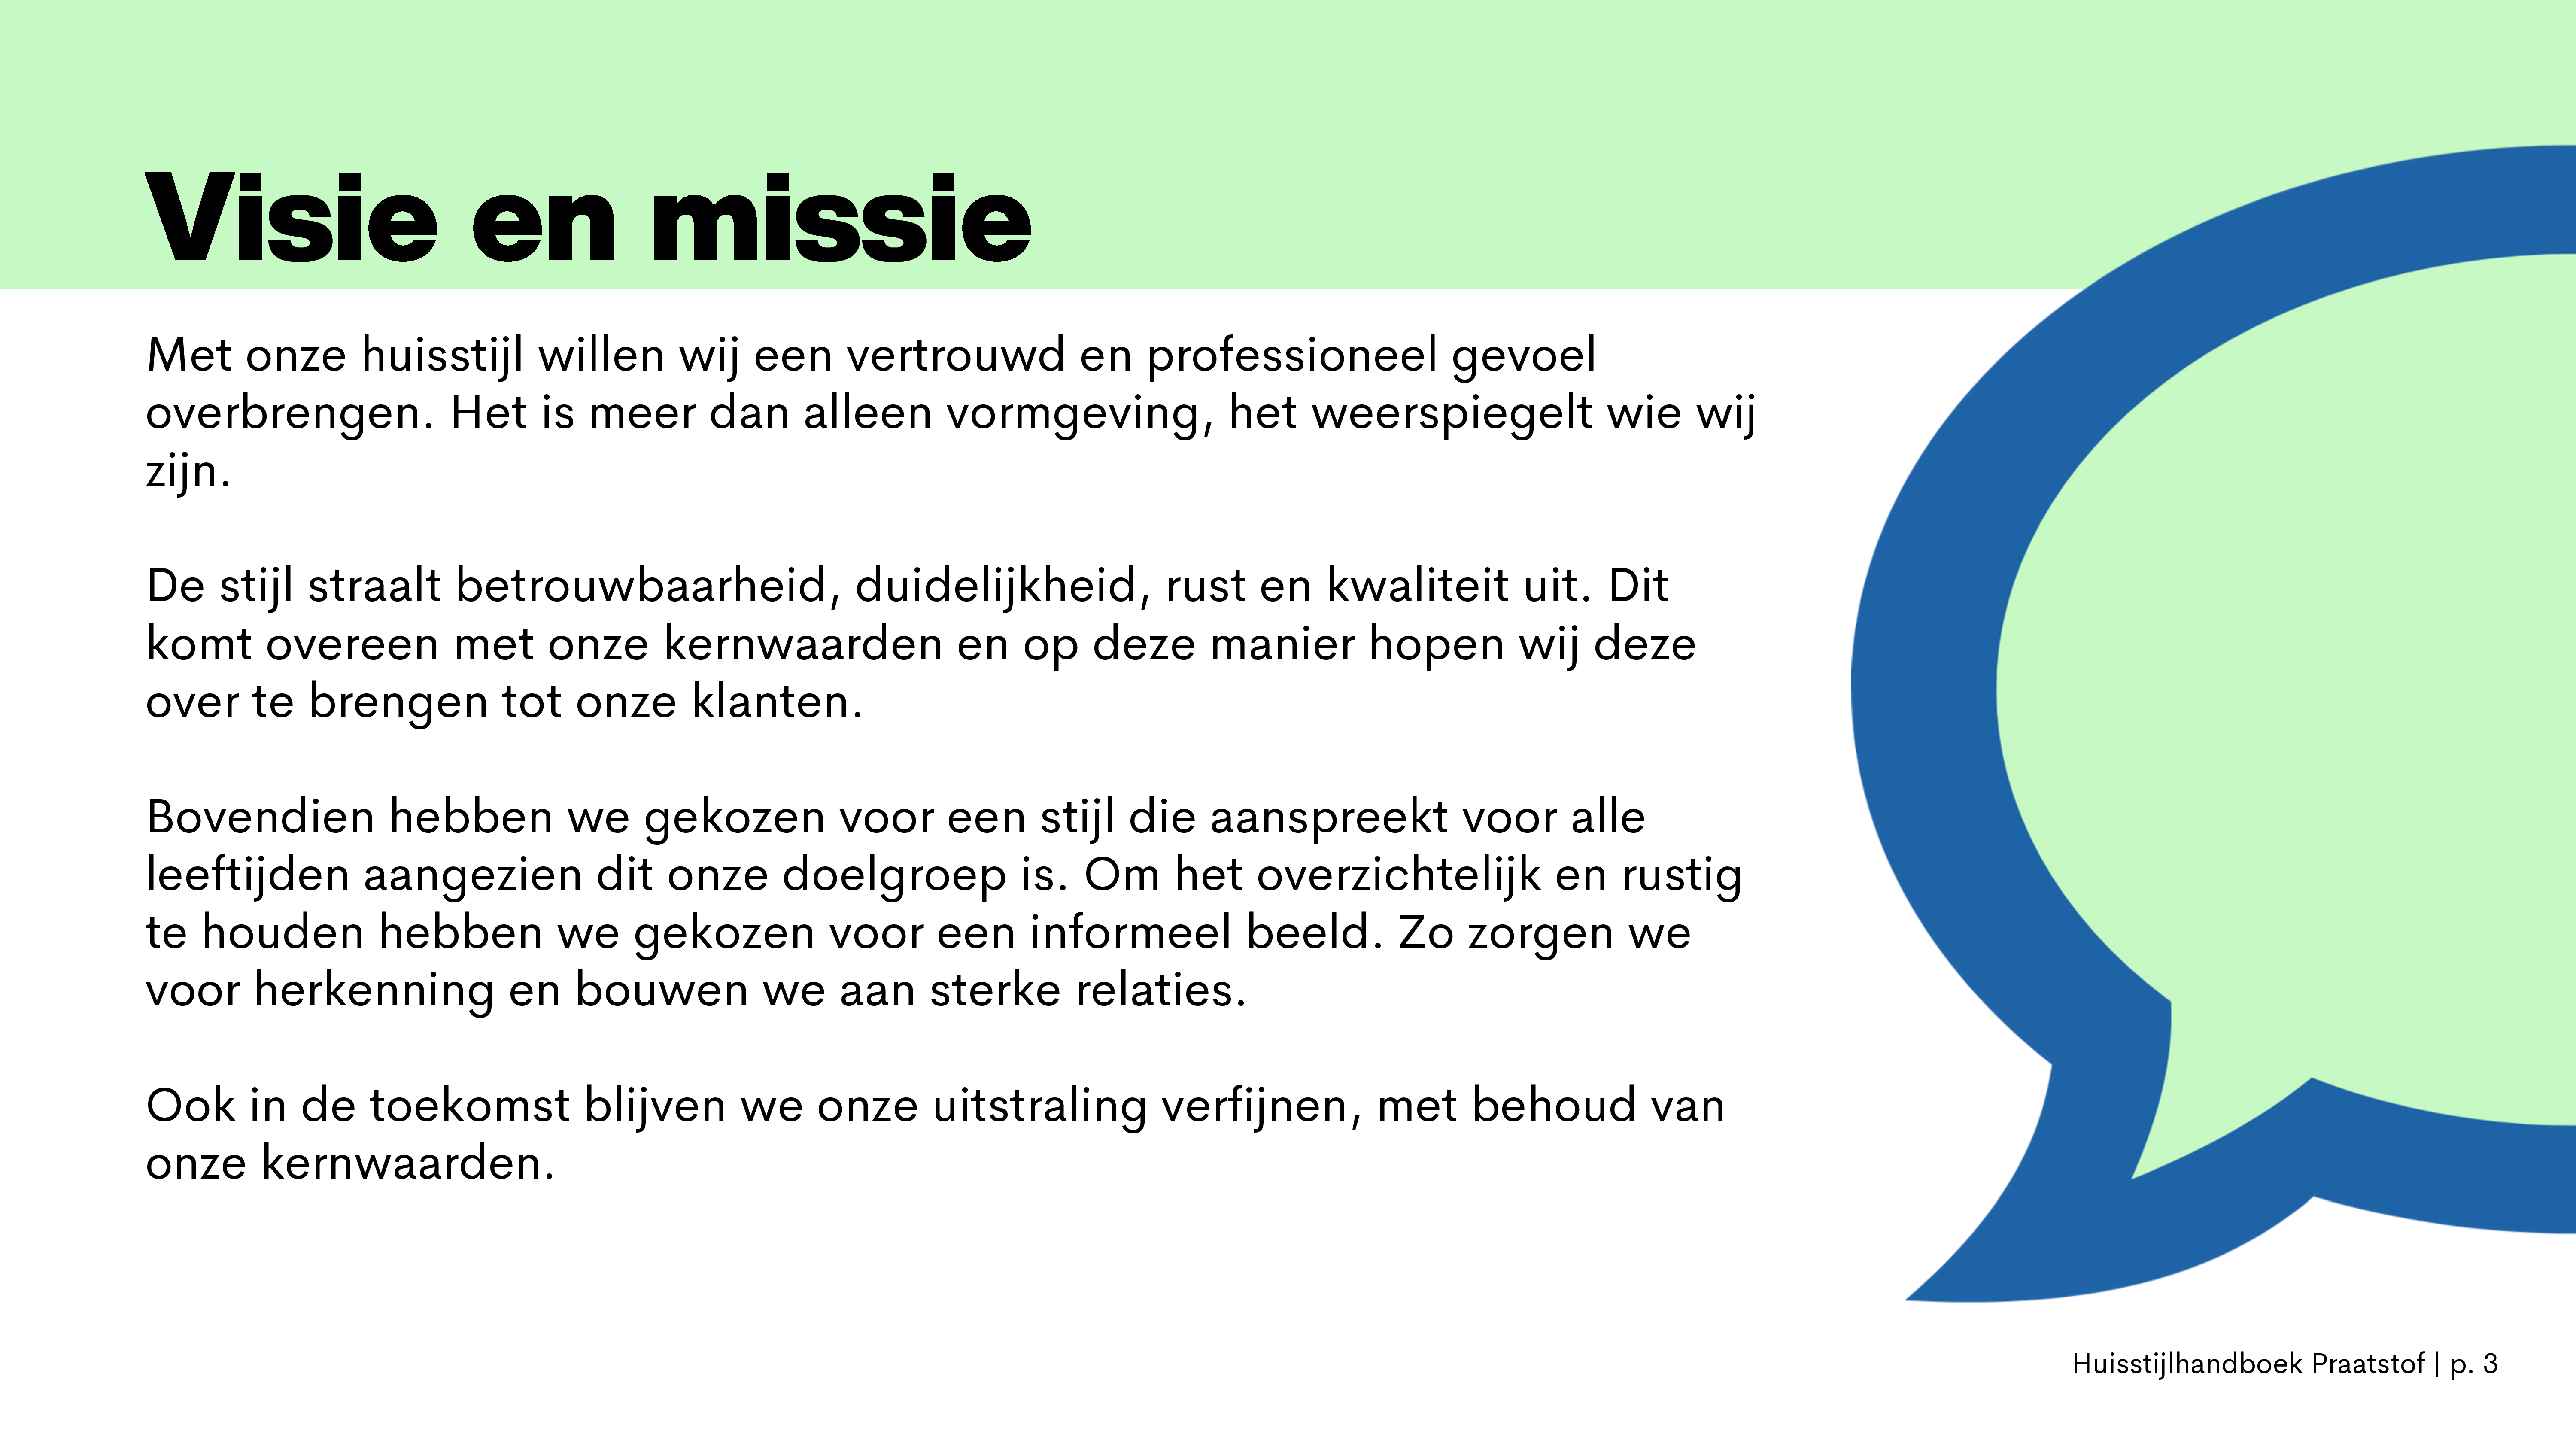 Visie en missie
Met onze huisstijl willen wij een vertrouwd en professioneel gevoel
overbrengen. Het is meer dan alleen vormgeving, het weerspiegelt wie wij
zijn.
De stijl straalt betrouwbaarheid, duidelijkheid, rust en kwaliteit uit. Dit
komt overeen met onze kernwaarden en op deze manier hopen wij deze
over te brengen tot onze klanten.
Bovendien hebben we gekozen voor een stijl die aanspreekt voor alle
leeftijden aangezien dit onze doelgroep is. Om het overzichtelijk en rustig
te houden hebben we gekozen voor een informeel beeld. Zo zorgen we
voor herkenning en bouwen we aan sterke relaties.
Ook in de toekomst blijven we onze uitstraling verfijnen, met behoud van
onze kernwaarden.
Huisstijlhandboek Praatstof | p. 3